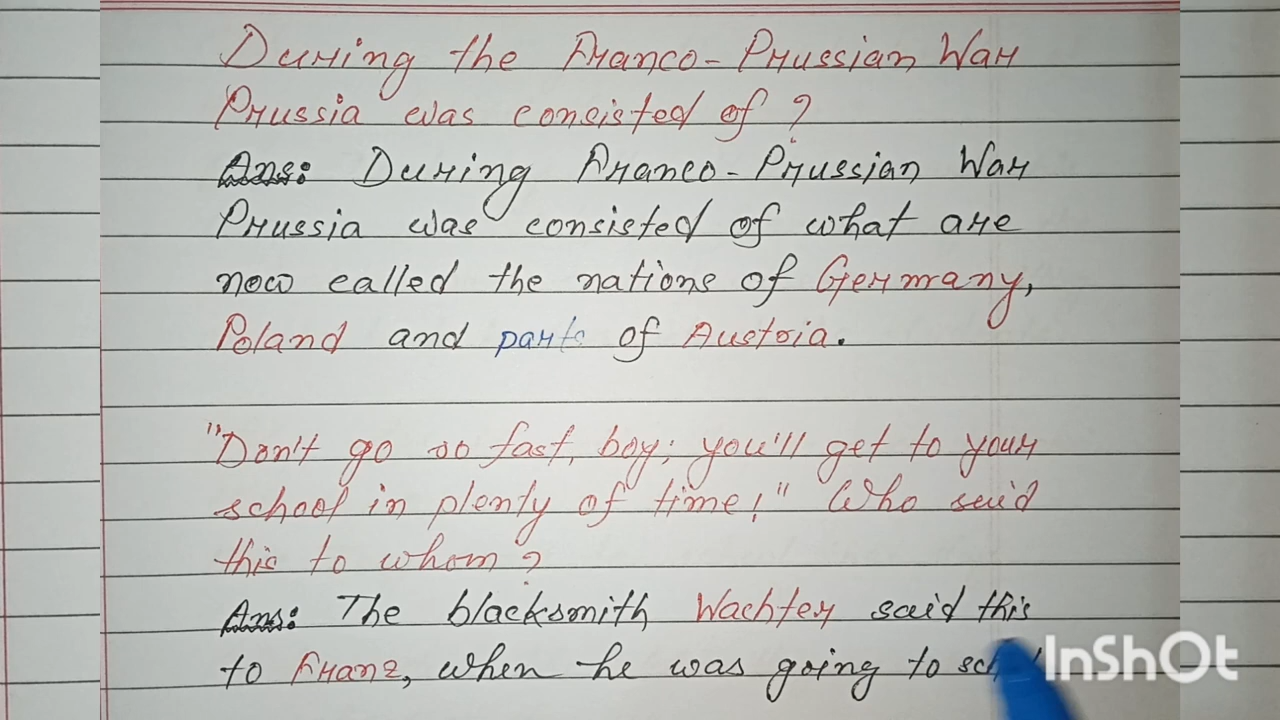 During the Franco-Prussian War
Prussia was consisted of ?
Ans: During Franco-Prussian War
Prussia was consisted of what are
now called the nations of Germany,
Poland and parts of Austria.
"Don't go so fast, boy; you'll get to your
school in plenty of time!" Who said
this to whom ?
Ans: The blacksmith Wachter said this
to Franz, when he was going to
InShOt